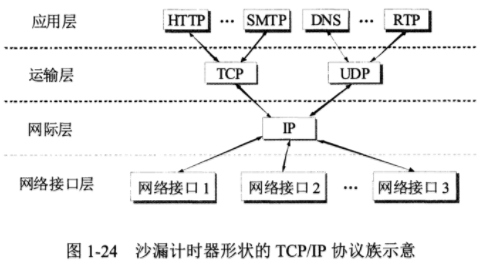 应用层 HTTP ··· SMTP DNS ··· RTP
运输层 TCP UDP
网际层 IP
网络接口层 网络接口 1 网络接口 2 ··· 网络接口 3
图 1-24 沙漏计时器形状的 TCP/IP 协议族示意